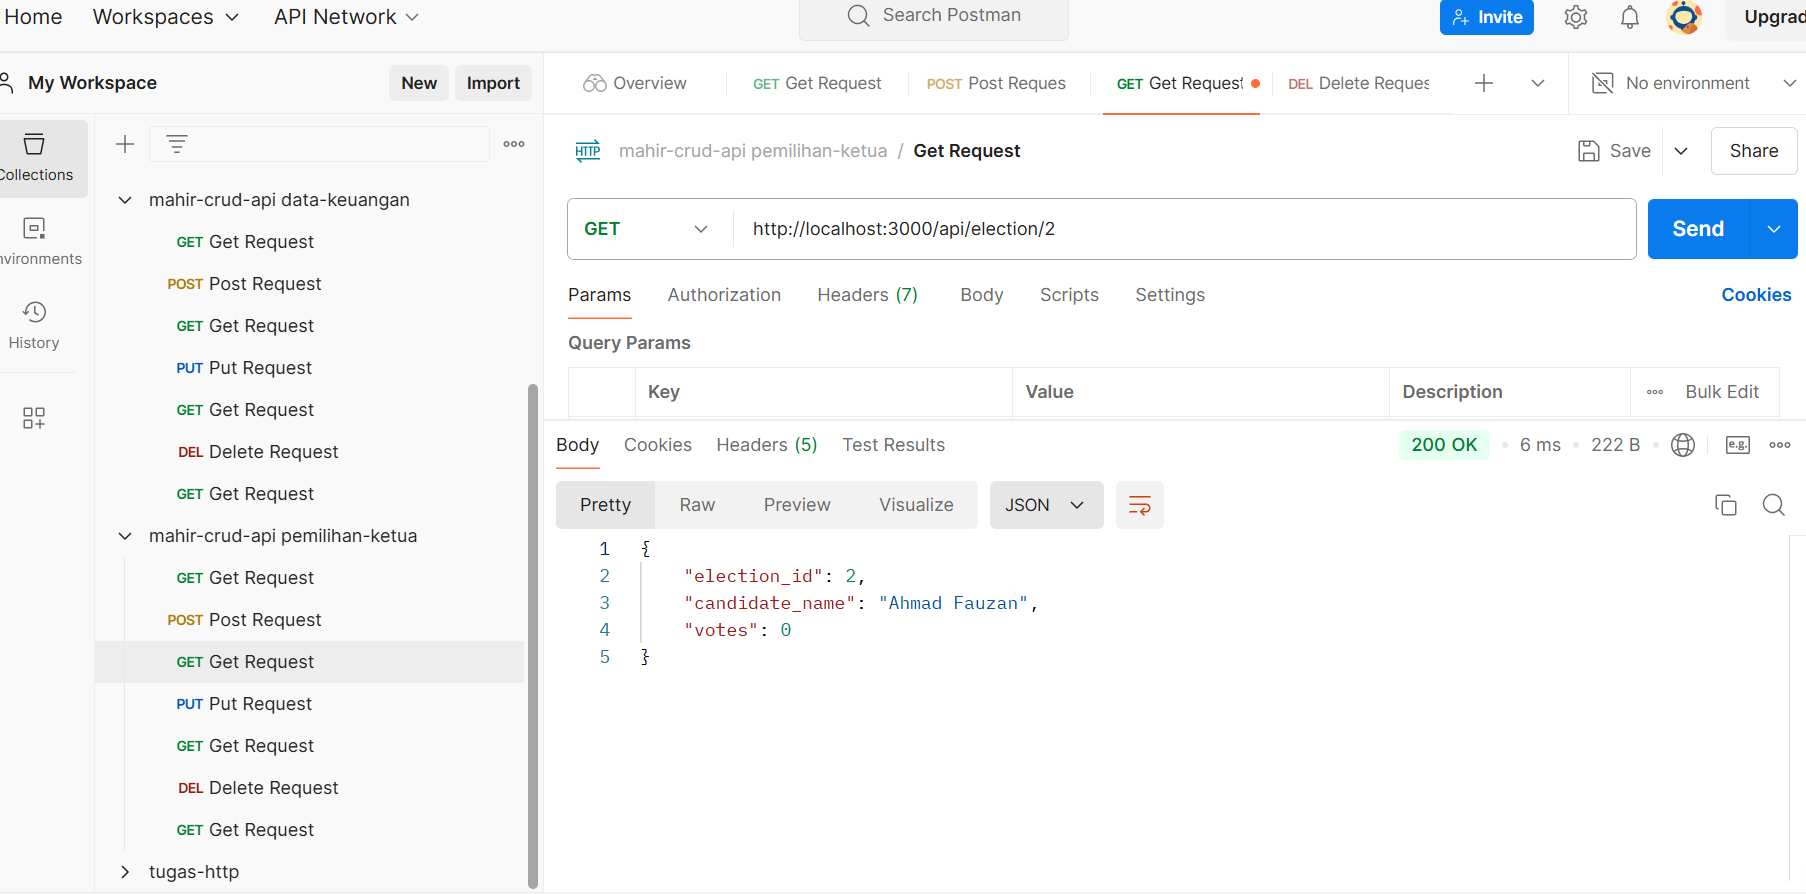 Home Workspaces API Network Search Postman Invite Upgrad
My Workspace New Import
Overview GET Get Request POST Post Reques GET Get Request DEL Delete Reques No environment
Collections
nvironments
History
mahir-crud-api data-keuangan
GET Get Request
POST Post Request
GET Get Request
PUT Put Request
GET Get Request
DEL Delete Request
GET Get Request
mahir-crud-api pemilihan-ketua
GET Get Request
POST Post Request
GET Get Request
PUT Put Request
GET Get Request
DEL Delete Request
GET Get Request
tugas-http
HTTP mahir-crud-api pemilihan-ketua / Get Request Save Share
GET http://localhost:3000/api/election/2 Send
Params Authorization Headers (7) Body Scripts Settings Cookies
Query Params
Key Value Description Bulk Edit
Body Cookies Headers (5) Test Results 200 OK 6 ms 222 B e.g.
Pretty Raw Preview Visualize JSON
1 {
2 "election_id": 2,
3 "candidate_name": "Ahmad Fauzan",
4 "votes": 0
5 }